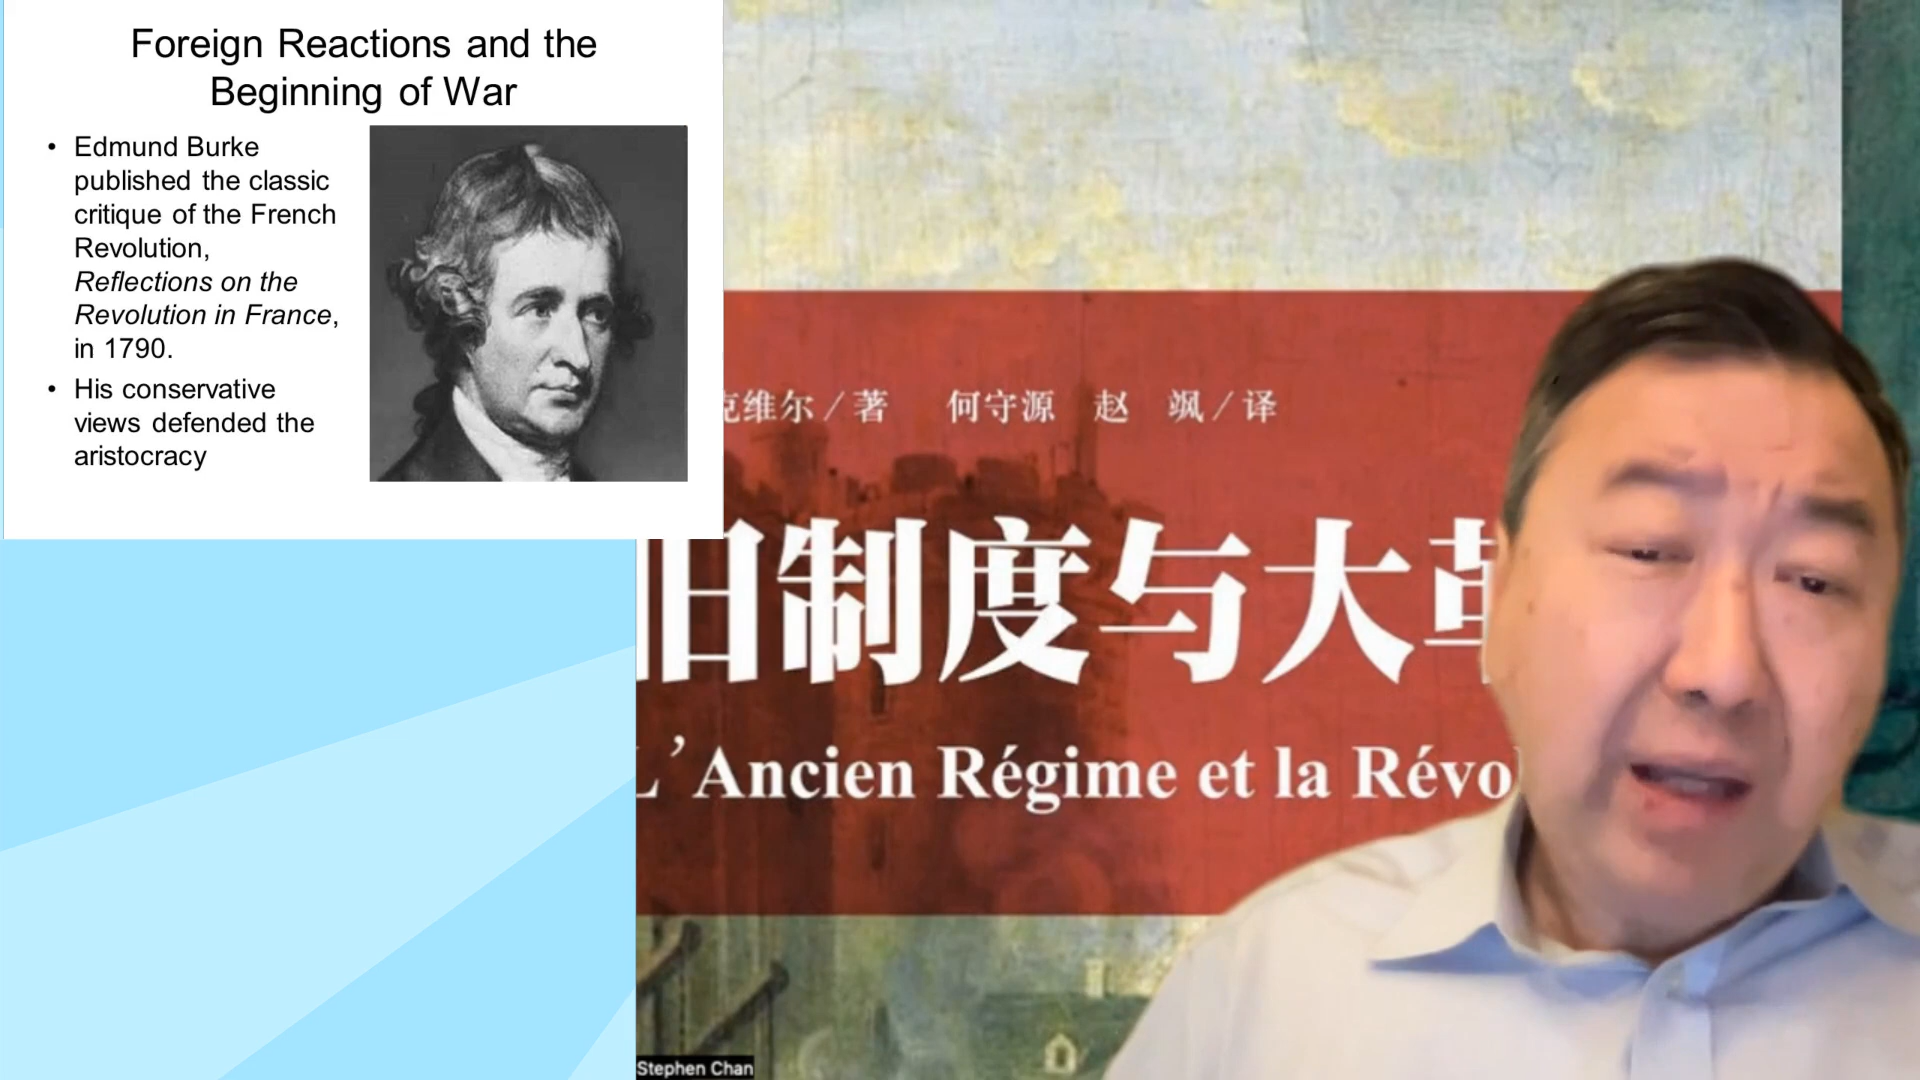 Foreign Reactions and the
Beginning of War
• Edmund Burke
published the classic
critique of the French
Revolution,
Reflections on the
Revolution in France,
in 1790.
• His conservative
views defended the
aristocracy
克维尔/著 何守源 赵 飒/译
旧制度与大革
L’Ancien Régime et la Révo
Stephen Chan